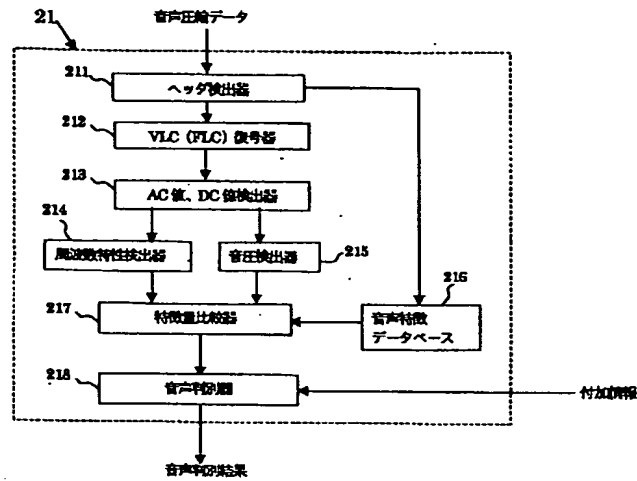 21
音声圧縮データ
211
ヘッダ検出器
212
VLC（FLC）復号器
213
AC値、DC値検出器
214
周波数特性検出器
音圧検出器
215
216
音声特徴
データベース
217
特徴量比較器
218
音声判別器
付加情報
音声判別結果